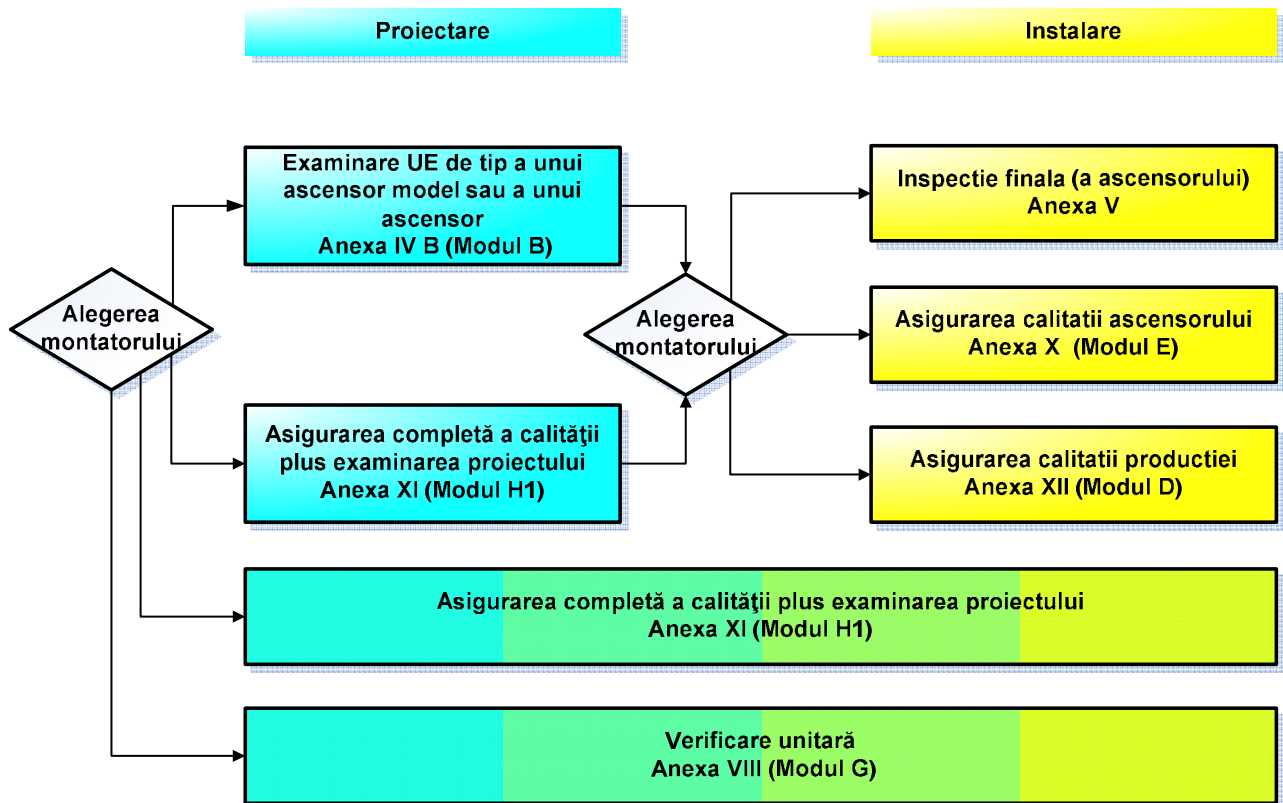 Proiectare
Instalare
Examinare UE de tip a unui
ascensor model sau a unui
ascensor
Anexa IV B (Modul B)
Inspectie finala (a ascensorului)
Anexa V
Alegerea
montatorului
Alegerea
montatorului
Asigurarea calitatii ascensorului
Anexa X (Modul E)
Asigurarea completă a calităţii
plus examinarea proiectului
Anexa XI (Modul H1)
Asigurarea calitatii productiei
Anexa XII (Modul D)
Asigurarea completă a calităţii plus examinarea proiectului
Anexa XI (Modul H1)
Verificare unitară
Anexa VIII (Modul G)